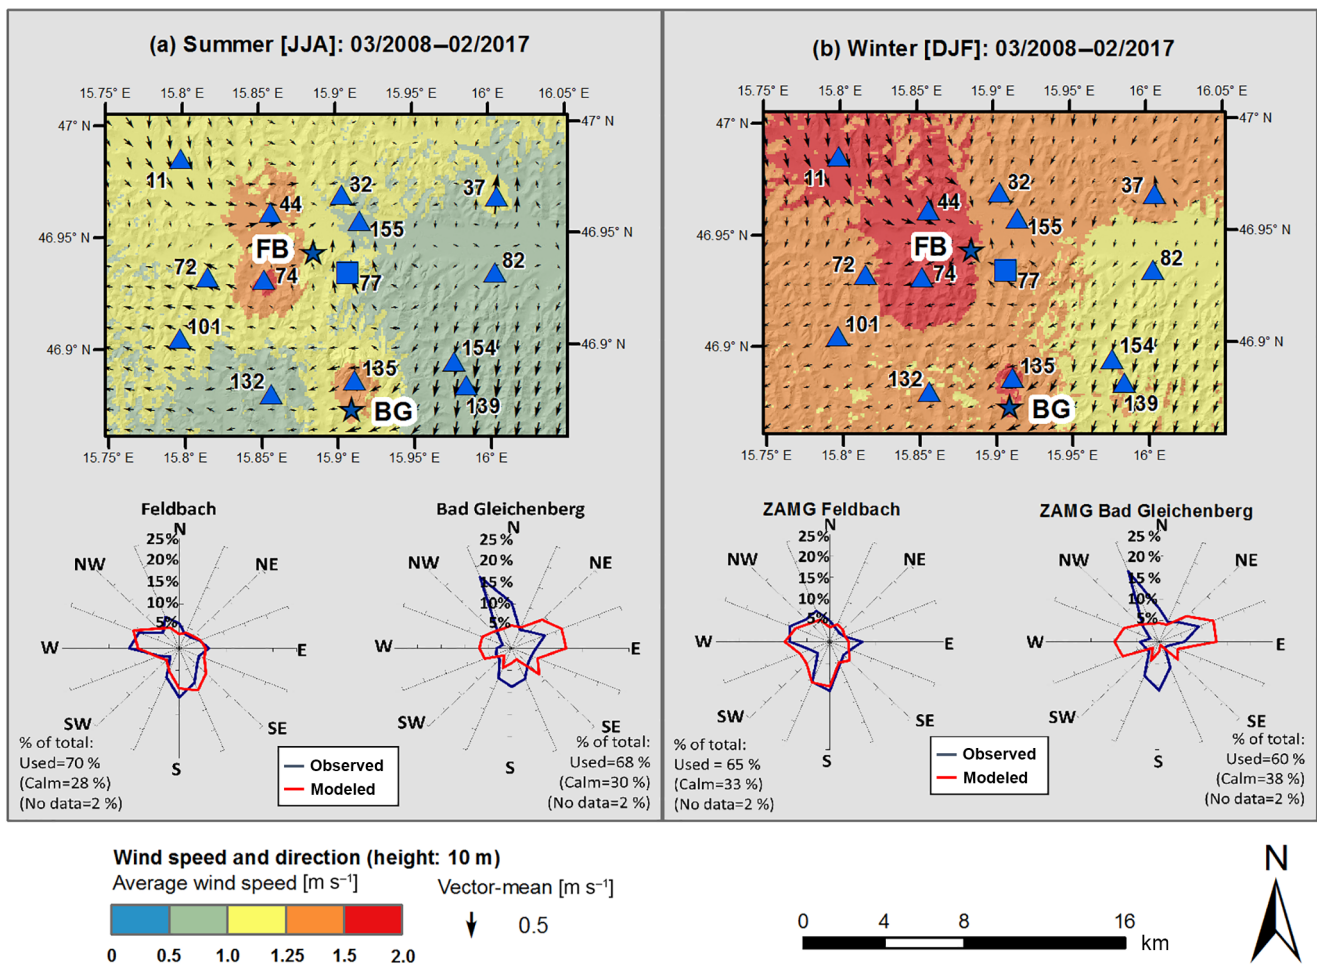 (a) Summer [JJA]: 03/2008–02/2017
15.75° E 15.8° E 15.85° E 15.9° E 15.95° E 16° E 16.05° E
47° N 47° N
11 32 37
44 155
46.95° N 46.95° N
FB
72 74 77 82
101
46.9° N 46.9° N
154
132 135
139
BG
15.75° E 15.8° E 15.85° E 15.9° E 15.95° E 16° E
Feldbach
N
25%
20%
15%
10%
5%
NW NE
W E
SW SE
S
% of total:
Used=70 %
(Calm=28 %)
(No data=2 %)
Bad Gleichenberg
N
25%
20%
15%
10%
5%
NW NE
W E
SW SE
S
% of total:
Used=68 %
(Calm=30 %)
(No data=2 %)
Observed
Modeled
(b) Winter [DJF]: 03/2008–02/2017
15.75° E 15.8° E 15.85° E 15.9° E 15.95° E 16° E 16.05° E
47° N 47° N
11 32 37
44 155
46.95° N 46.95° N
FB
72 74 77 82
101
46.9° N 46.9° N
154
132 135
139
BG
15.75° E 15.8° E 15.85° E 15.9° E 15.95° E 16° E
ZAMG Feldbach
N
25%
20%
15%
10%
5%
NW NE
W E
SW SE
S
% of total:
Used = 65 %
(Calm=33 %)
(No data=2 %)
ZAMG Bad Gleichenberg
N
25%
20%
15%
10%
5%
NW NE
W E
SW SE
S
% of total:
Used=60 %
(Calm=38 %)
(No data=2 %)
Observed
Modeled
Wind speed and direction (height: 10 m)
Average wind speed [m s⁻¹]
0 0.5 1.0 1.25 1.5 2.0
Vector-mean [m s⁻¹]
0.5
0 4 8 16
km
N